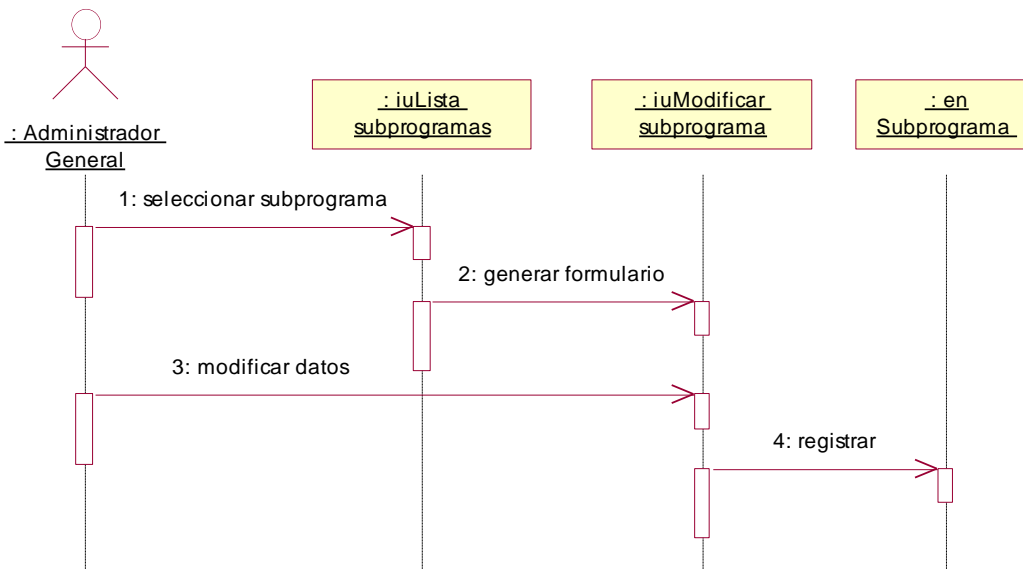 : Administrador
General
: iuLista
subprogramas
: iuModificar
subprograma
: en
Subprograma
1: seleccionar subprograma
2: generar formulario
3: modificar datos
4: registrar